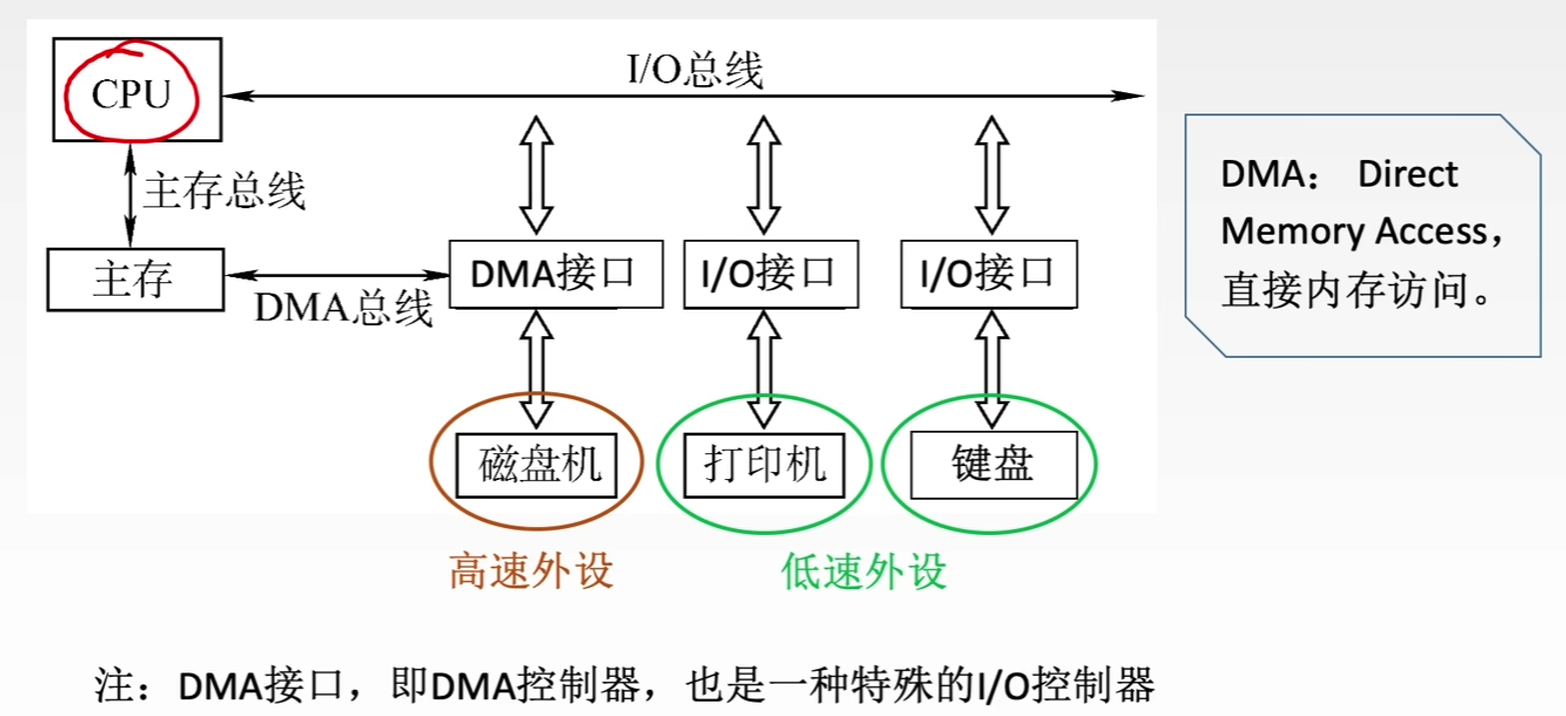 CPU
I/O总线
主存总线
主存
DMA总线
DMA接口
I/O接口
I/O接口
磁盘机
打印机
键盘
高速外设
低速外设
DMA： Direct
Memory Access，
直接内存访问。
注：DMA接口，即DMA控制器，也是一种特殊的I/O控制器